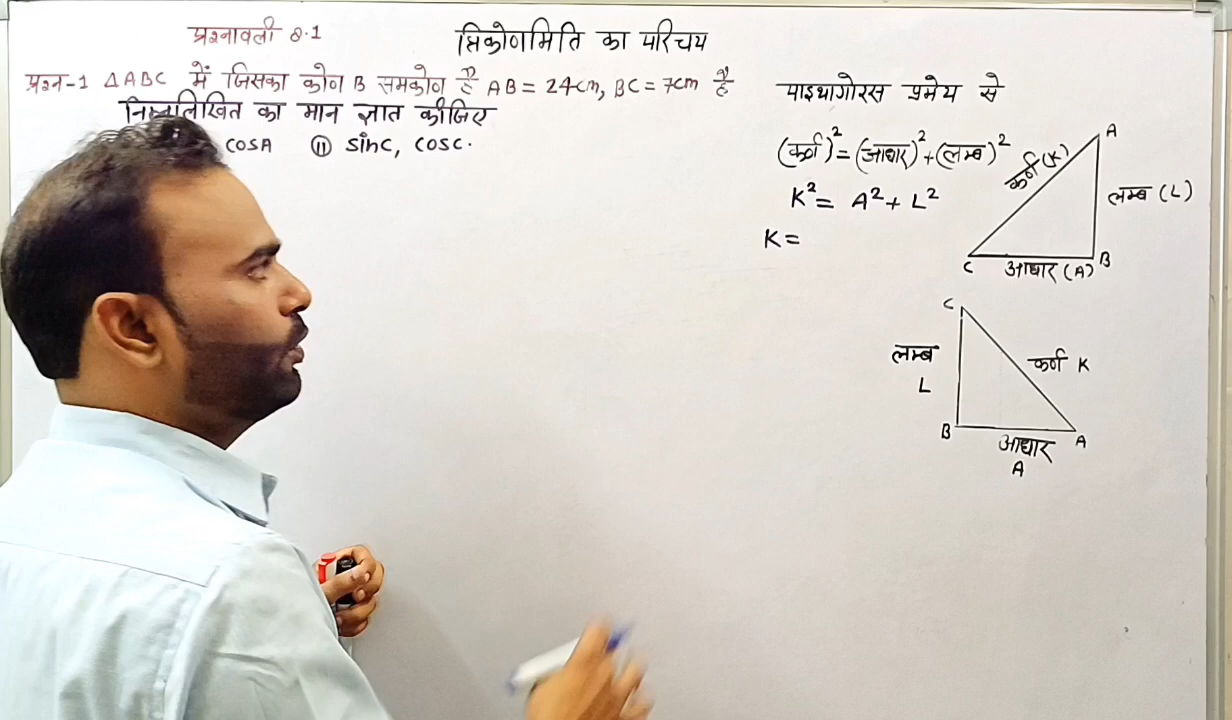 प्रश्नावली 8.1
त्रिकोणमिति का परिचय
प्रश्न-1 △ABC में जिसका कोण B समकोण है AB = 24cm, BC = 7cm है
निम्नलिखित का मान ज्ञात कीजिए
COSA (ii) sinc, COSC.
पाइथागोरस प्रमेय से
(कर्ण)² = (आधार)² + (लम्ब)²
K² = A² + L²
K =
A
कर्ण (K)
लम्ब (L)
C आधार (A) B
C
लम्ब
L
कर्ण K
B आधार A
A